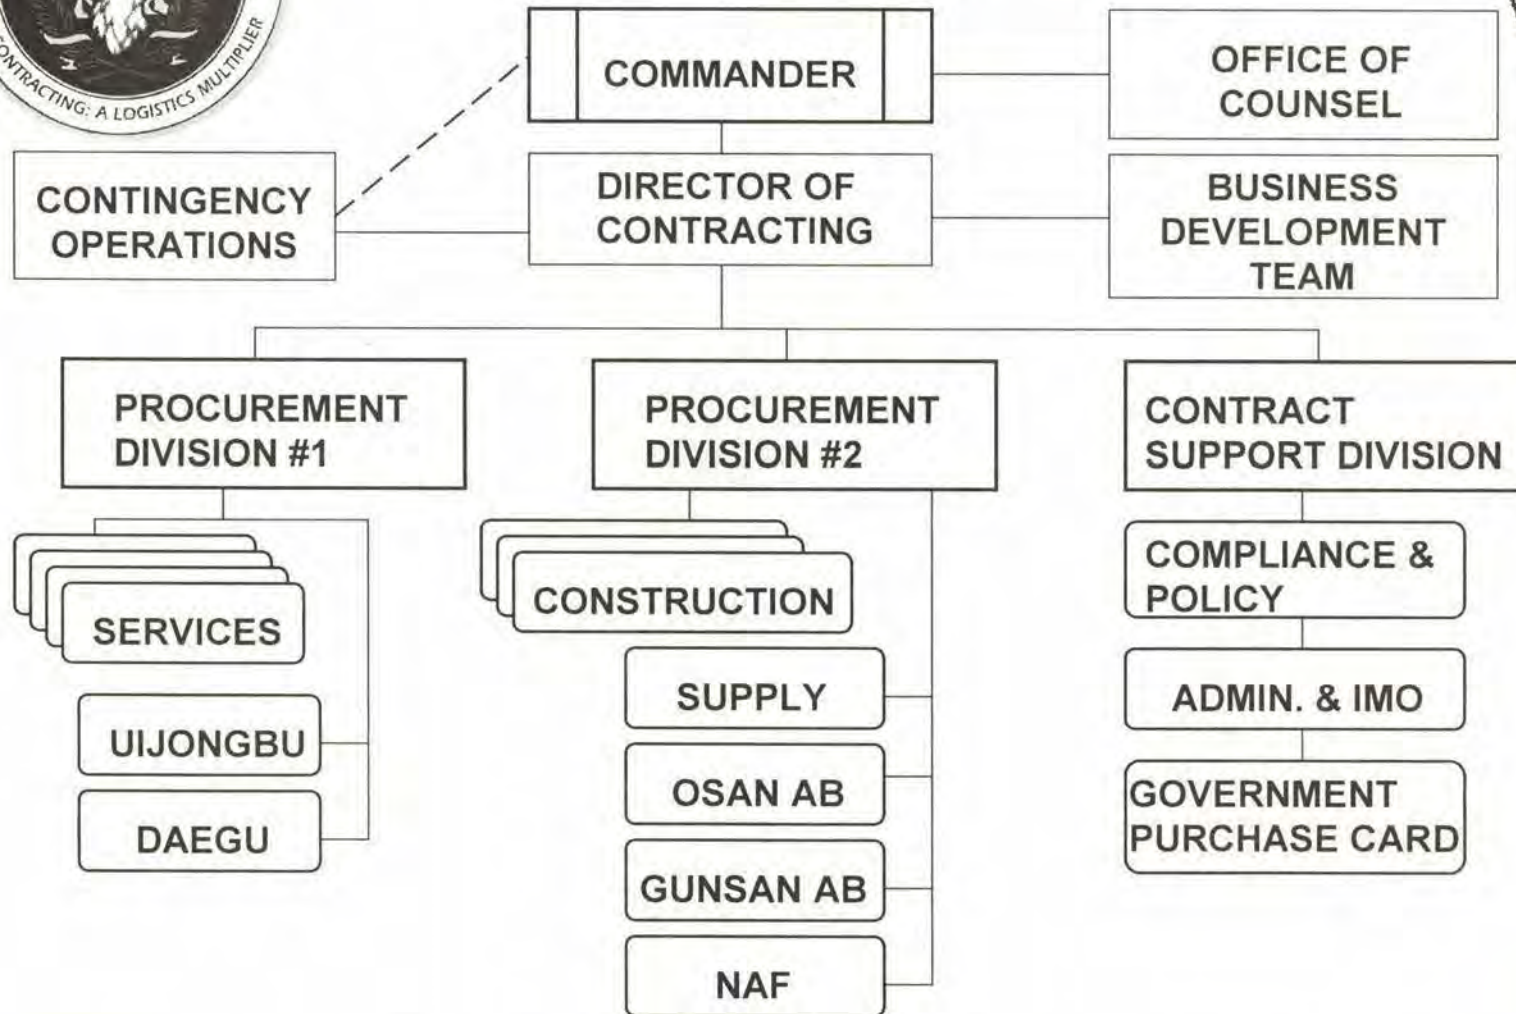 CONTRACTING: A LOGISTICS MULTIPLIER
COMMANDER
OFFICE OF
COUNSEL
CONTINGENCY
OPERATIONS
DIRECTOR OF
CONTRACTING
BUSINESS
DEVELOPMENT
TEAM
PROCUREMENT
DIVISION #1
PROCUREMENT
DIVISION #2
CONTRACT
SUPPORT DIVISION
SERVICES
UIJONGBU
DAEGU
CONSTRUCTION
SUPPLY
OSAN AB
GUNSAN AB
NAF
COMPLIANCE &
POLICY
ADMIN. & IMO
GOVERNMENT
PURCHASE CARD